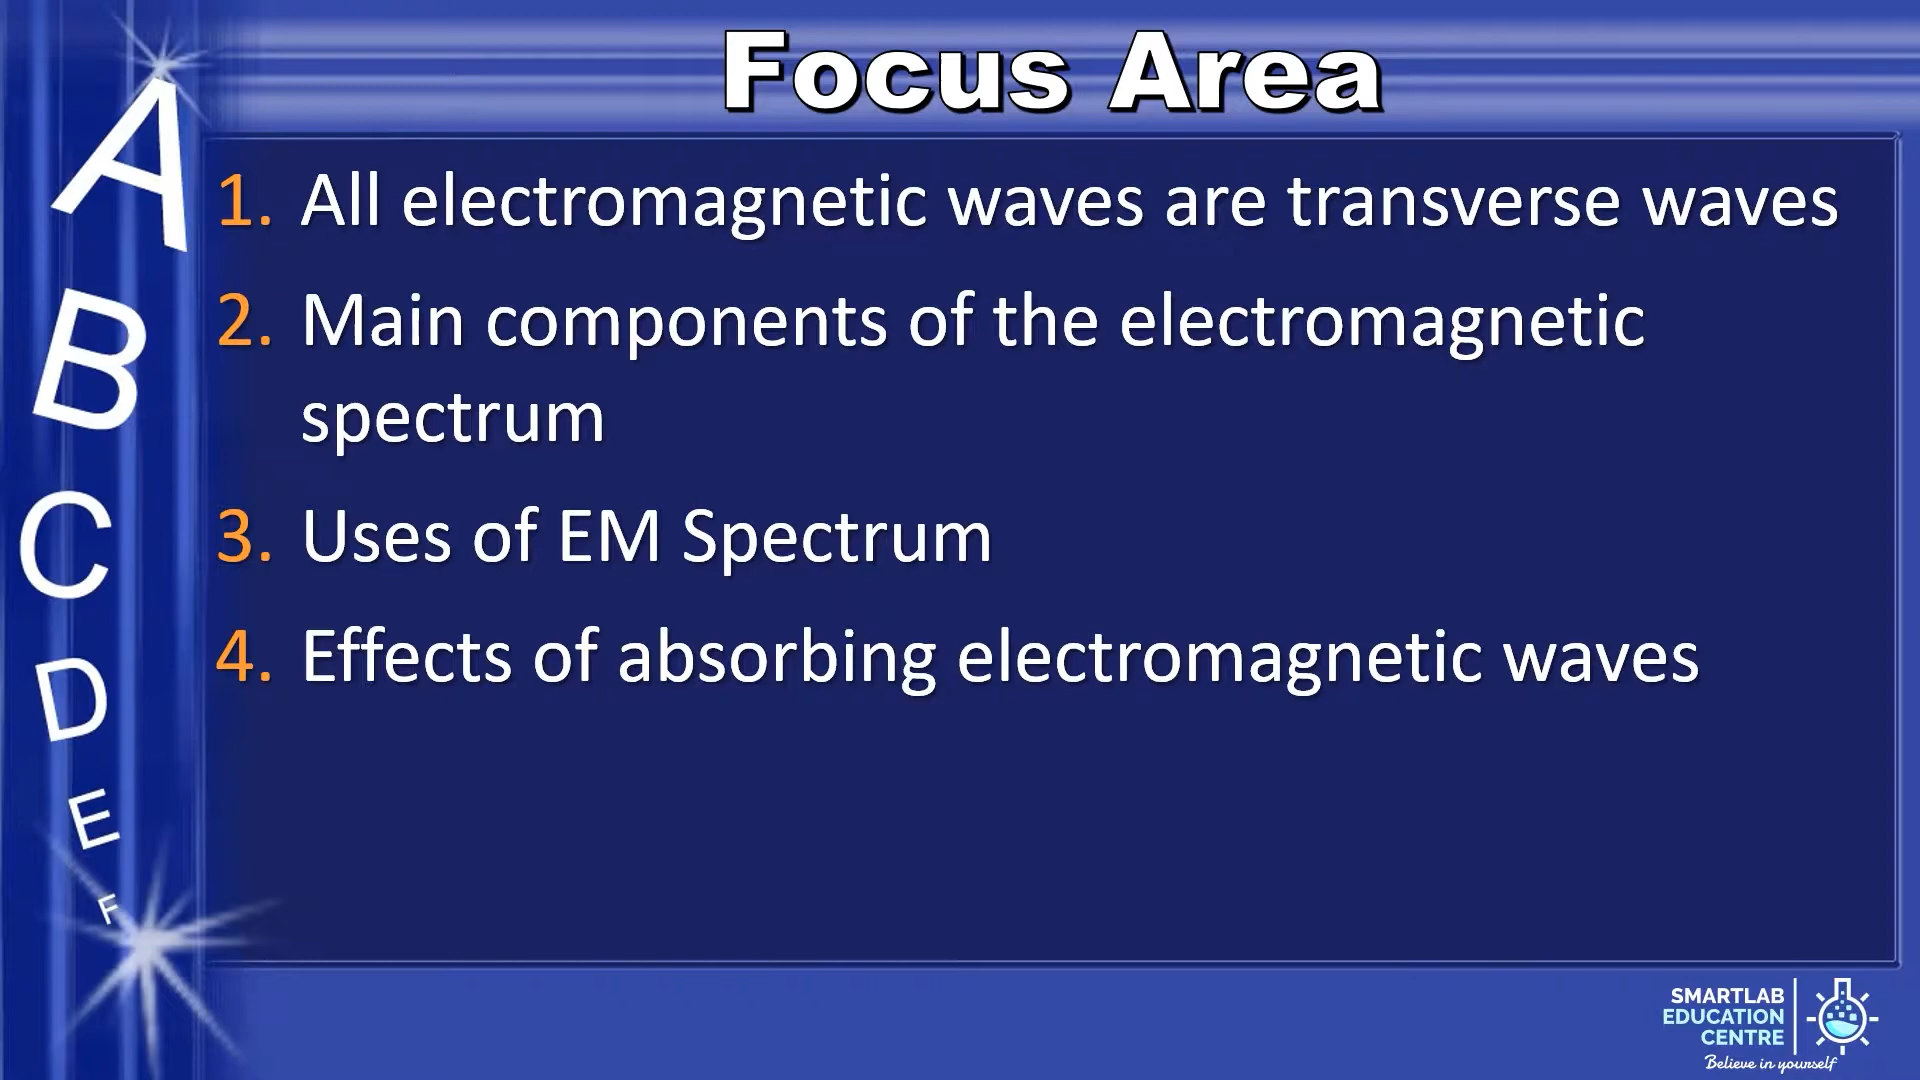 Focus Area
A
B
C
D
E
F
1. All electromagnetic waves are transverse waves
2. Main components of the electromagnetic
spectrum
3. Uses of EM Spectrum
4. Effects of absorbing electromagnetic waves
SMARTLAB
EDUCATION
CENTRE
Believe in yourself